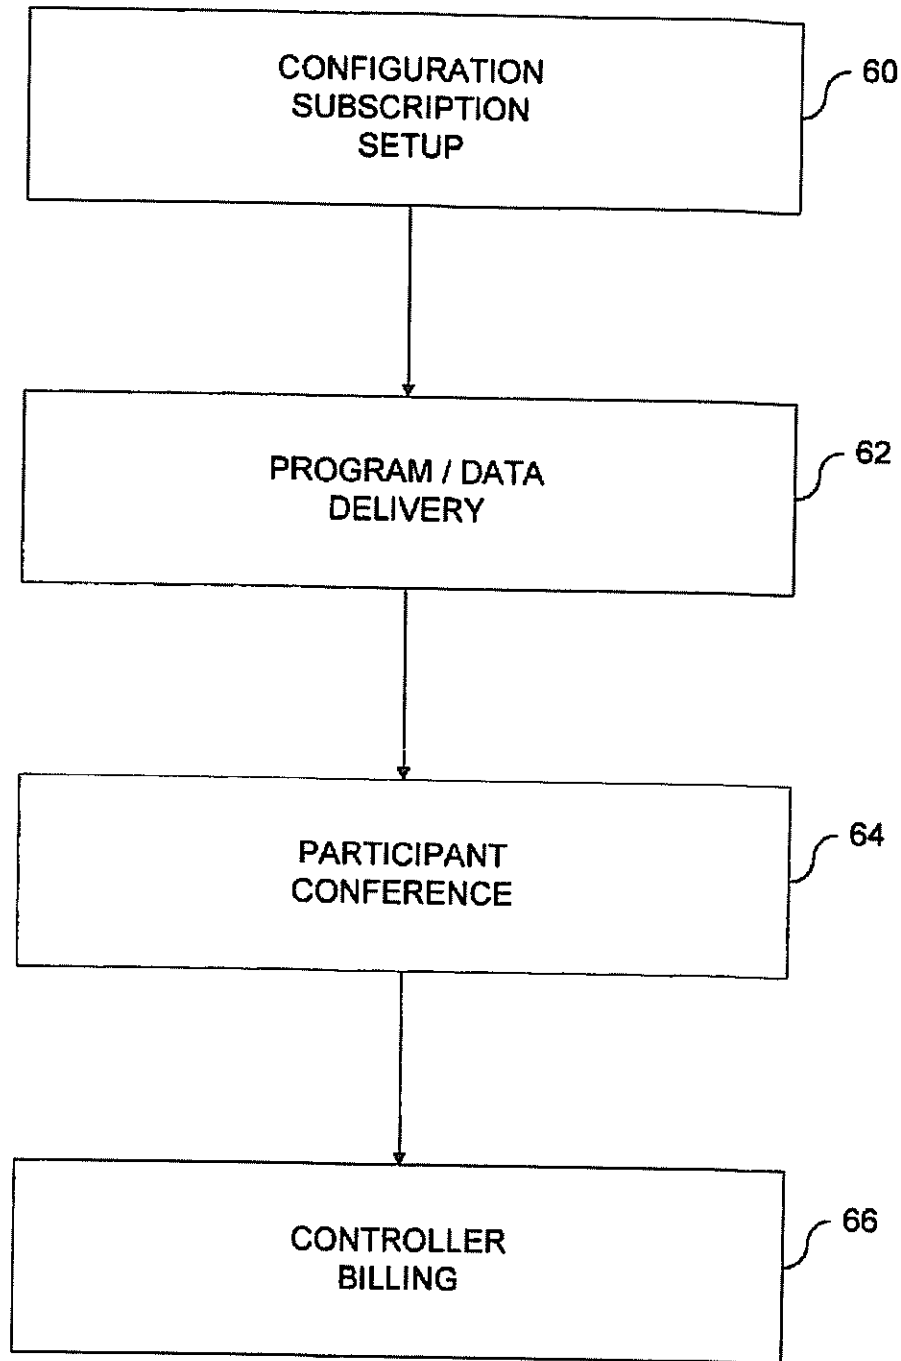 CONFIGURATION
SUBSCRIPTION
SETUP
60
PROGRAM / DATA
DELIVERY
62
PARTICIPANT
CONFERENCE
64
CONTROLLER
BILLING
66